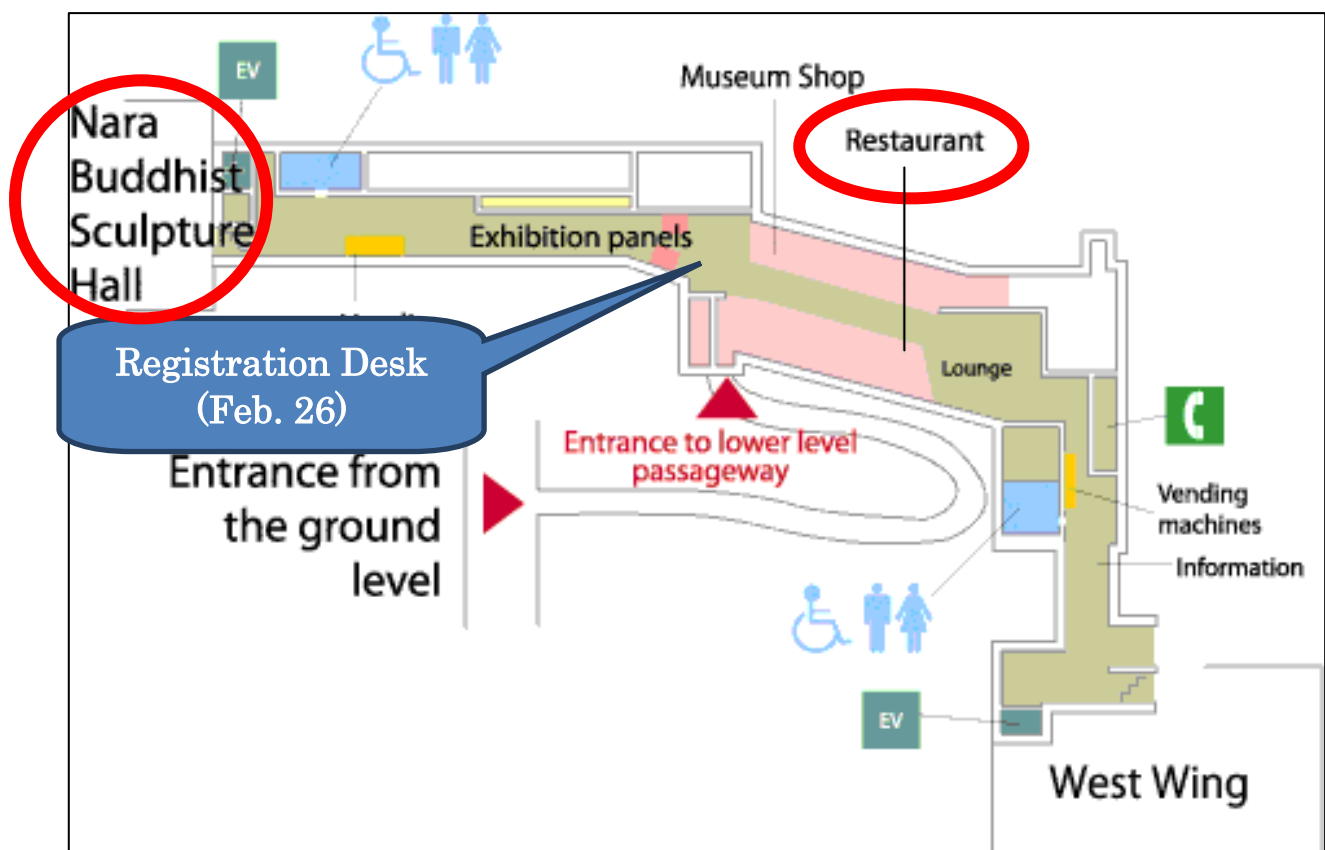 EV
Museum Shop
Restaurant
Nara
Buddhist
Sculpture
Hall
Exhibition panels
Registration Desk
(Feb. 26)
Lounge
Entrance to lower level
passageway
Entrance from
the ground
level
Vending
machines
Information
EV
West Wing